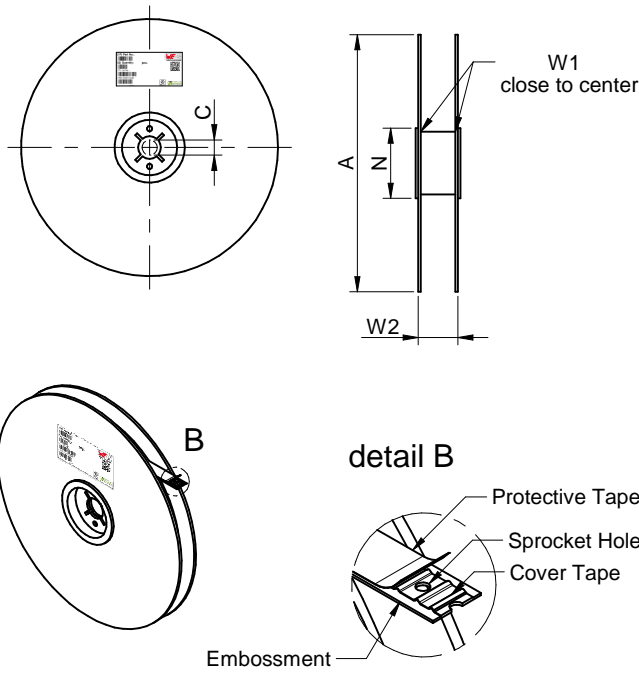 C
A
N
W1
close to center
W2
B
detail B
Protective Tape
Sprocket Hole
Cover Tape
Embossment